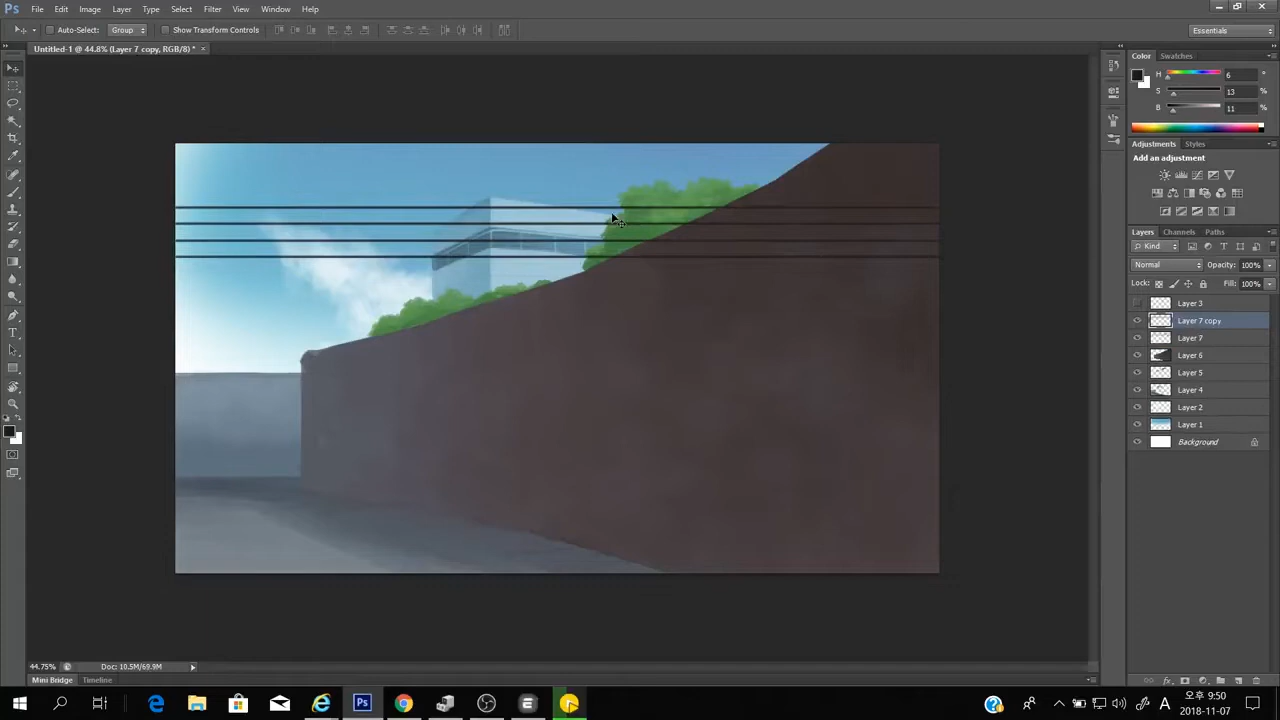 Ps File Edit Image Layer Type Select Filter View Window Help
Auto-Select: Group Show Transform Controls Essentials
Untitled-1 @ 44.8% (Layer 7 copy, RGB/8) * ×
Color Swatches
H 6 °
S 13 %
B 11 %
Adjustments Styles
Add an adjustment
Layers Channels Paths
Kind
Normal Opacity: 100%
Lock: Fill: 100%
Layer 3
Layer 7 copy
Layer 7
Layer 6
Layer 5
Layer 4
Layer 2
Layer 1
Background
44.75% Doc: 10.5M/69.9M
Mini Bridge Timeline
A 오후 9:50
2018-11-07